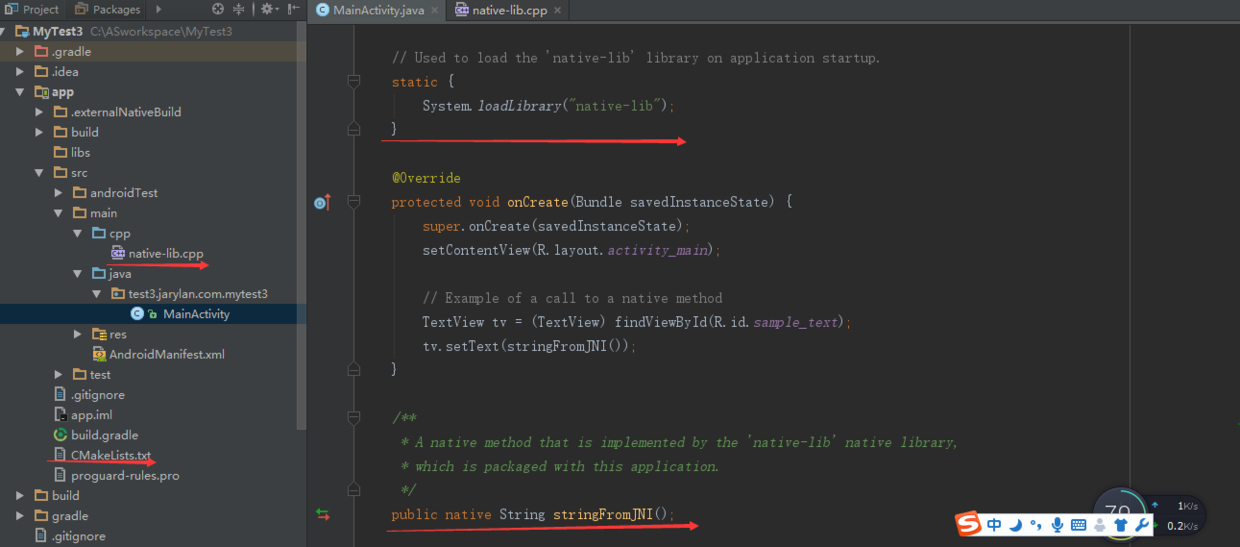 Project
Packages
MainActivity.java
native-lib.cpp
MyTest3 C:\ASworkspace\MyTest3
.gradle
.idea
app
.externalNativeBuild
build
libs
src
androidTest
main
cpp
native-lib.cpp
java
test3.jarylan.com.mytest3
MainActivity
res
AndroidManifest.xml
test
.gitignore
app.iml
build.gradle
CMakeLists.txt
proguard-rules.pro
build
gradle
.gitignore
// Used to load the 'native-lib' library on application startup.
static {
System.loadLibrary("native-lib");
}
@Override
protected void onCreate(Bundle savedInstanceState) {
super.onCreate(savedInstanceState);
setContentView(R.layout.activity_main);
// Example of a call to a native method
TextView tv = (TextView) findViewById(R.id.sample_text);
tv.setText(stringFromJNI());
}
/**
* A native method that is implemented by the 'native-lib' native library,
* which is packaged with this application.
*/
public native String stringFromJNI();
1K/s
0.2K/s
S 中